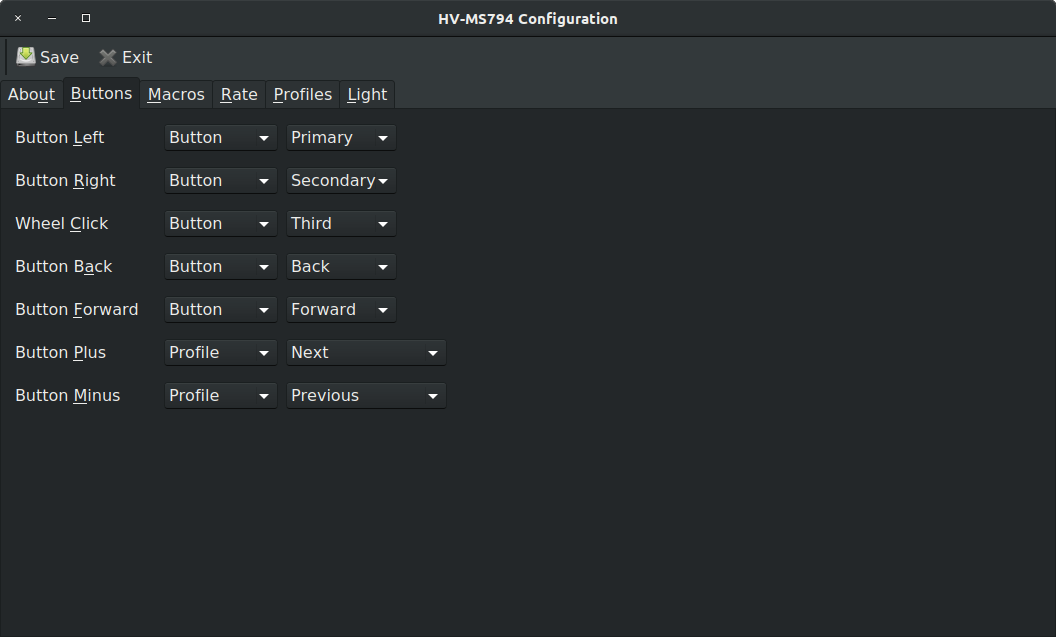 HV-MS794 Configuration
Save Exit
About Buttons Macros Rate Profiles Light
Button Left Button Primary
Button Right Button Secondary
Wheel Click Button Third
Button Back Button Back
Button Forward Button Forward
Button Plus Profile Next
Button Minus Profile Previous